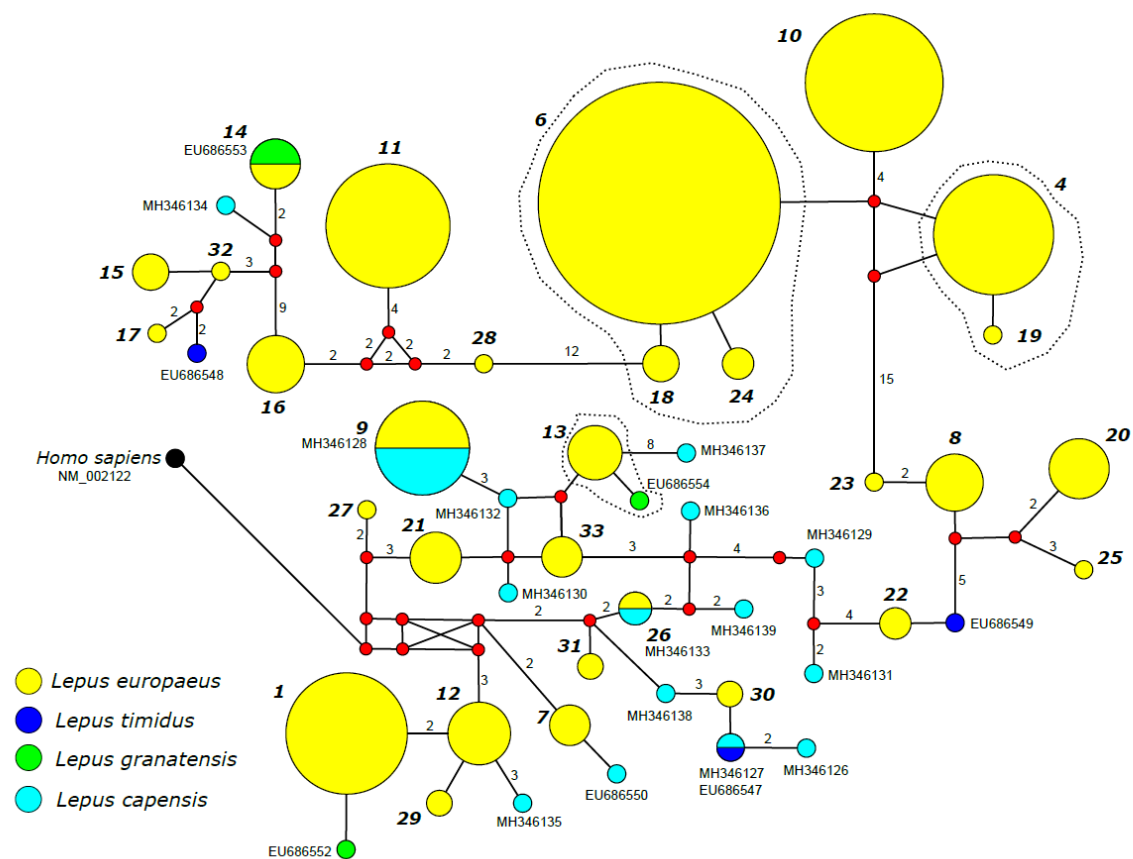 10
6
4
14
EU686553
11
4
MH346134
2
32
15
3
19
17
2
2
9
4
EU686548
2
2
2
2
2
28
12
15
16
18
24
9
MH346128
13
8
MH346137
8
20
Homo sapiens
NM_002122
3
EU686554
23
2
2
27
MH346132
MH346136
21
33
MH346129
3
25
2
3
3
4
5
MH346130
3
22
2
2
2
2
4
EU686549
26
MH346133
MH346139
31
2
MH346131
2
Lepus europaeus
1
12
3
7
MH346138
3
30
Lepus timidus
2
Lepus granatensis
MH346127
EU686547
2
MH346126
Lepus capensis
29
3
MH346135
EU686550
EU686552